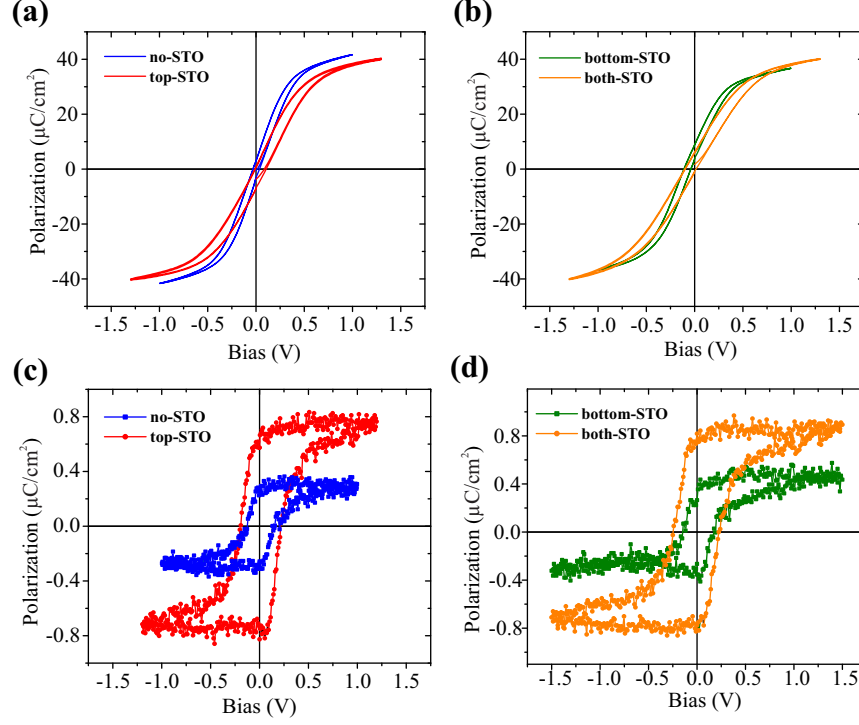 (a)
no-STO
top-STO
Polarization (μC/cm²)
40
20
0
-20
-40
-1.5 -1.0 -0.5 0.0 0.5 1.0 1.5
Bias (V)
(b)
bottom-STO
both-STO
Polarization (μC/cm²)
40
20
0
-20
-40
-1.5 -1.0 -0.5 0.0 0.5 1.0 1.5
Bias (V)
(c)
no-STO
top-STO
Polarization (μC/cm²)
0.8
0.4
0.0
-0.4
-0.8
-1.5 -1.0 -0.5 0.0 0.5 1.0 1.5
Bias (V)
(d)
bottom-STO
both-STO
Polarization (μC/cm²)
0.8
0.4
0.0
-0.4
-0.8
-1.5 -1.0 -0.5 0.0 0.5 1.0 1.5
Bias (V)